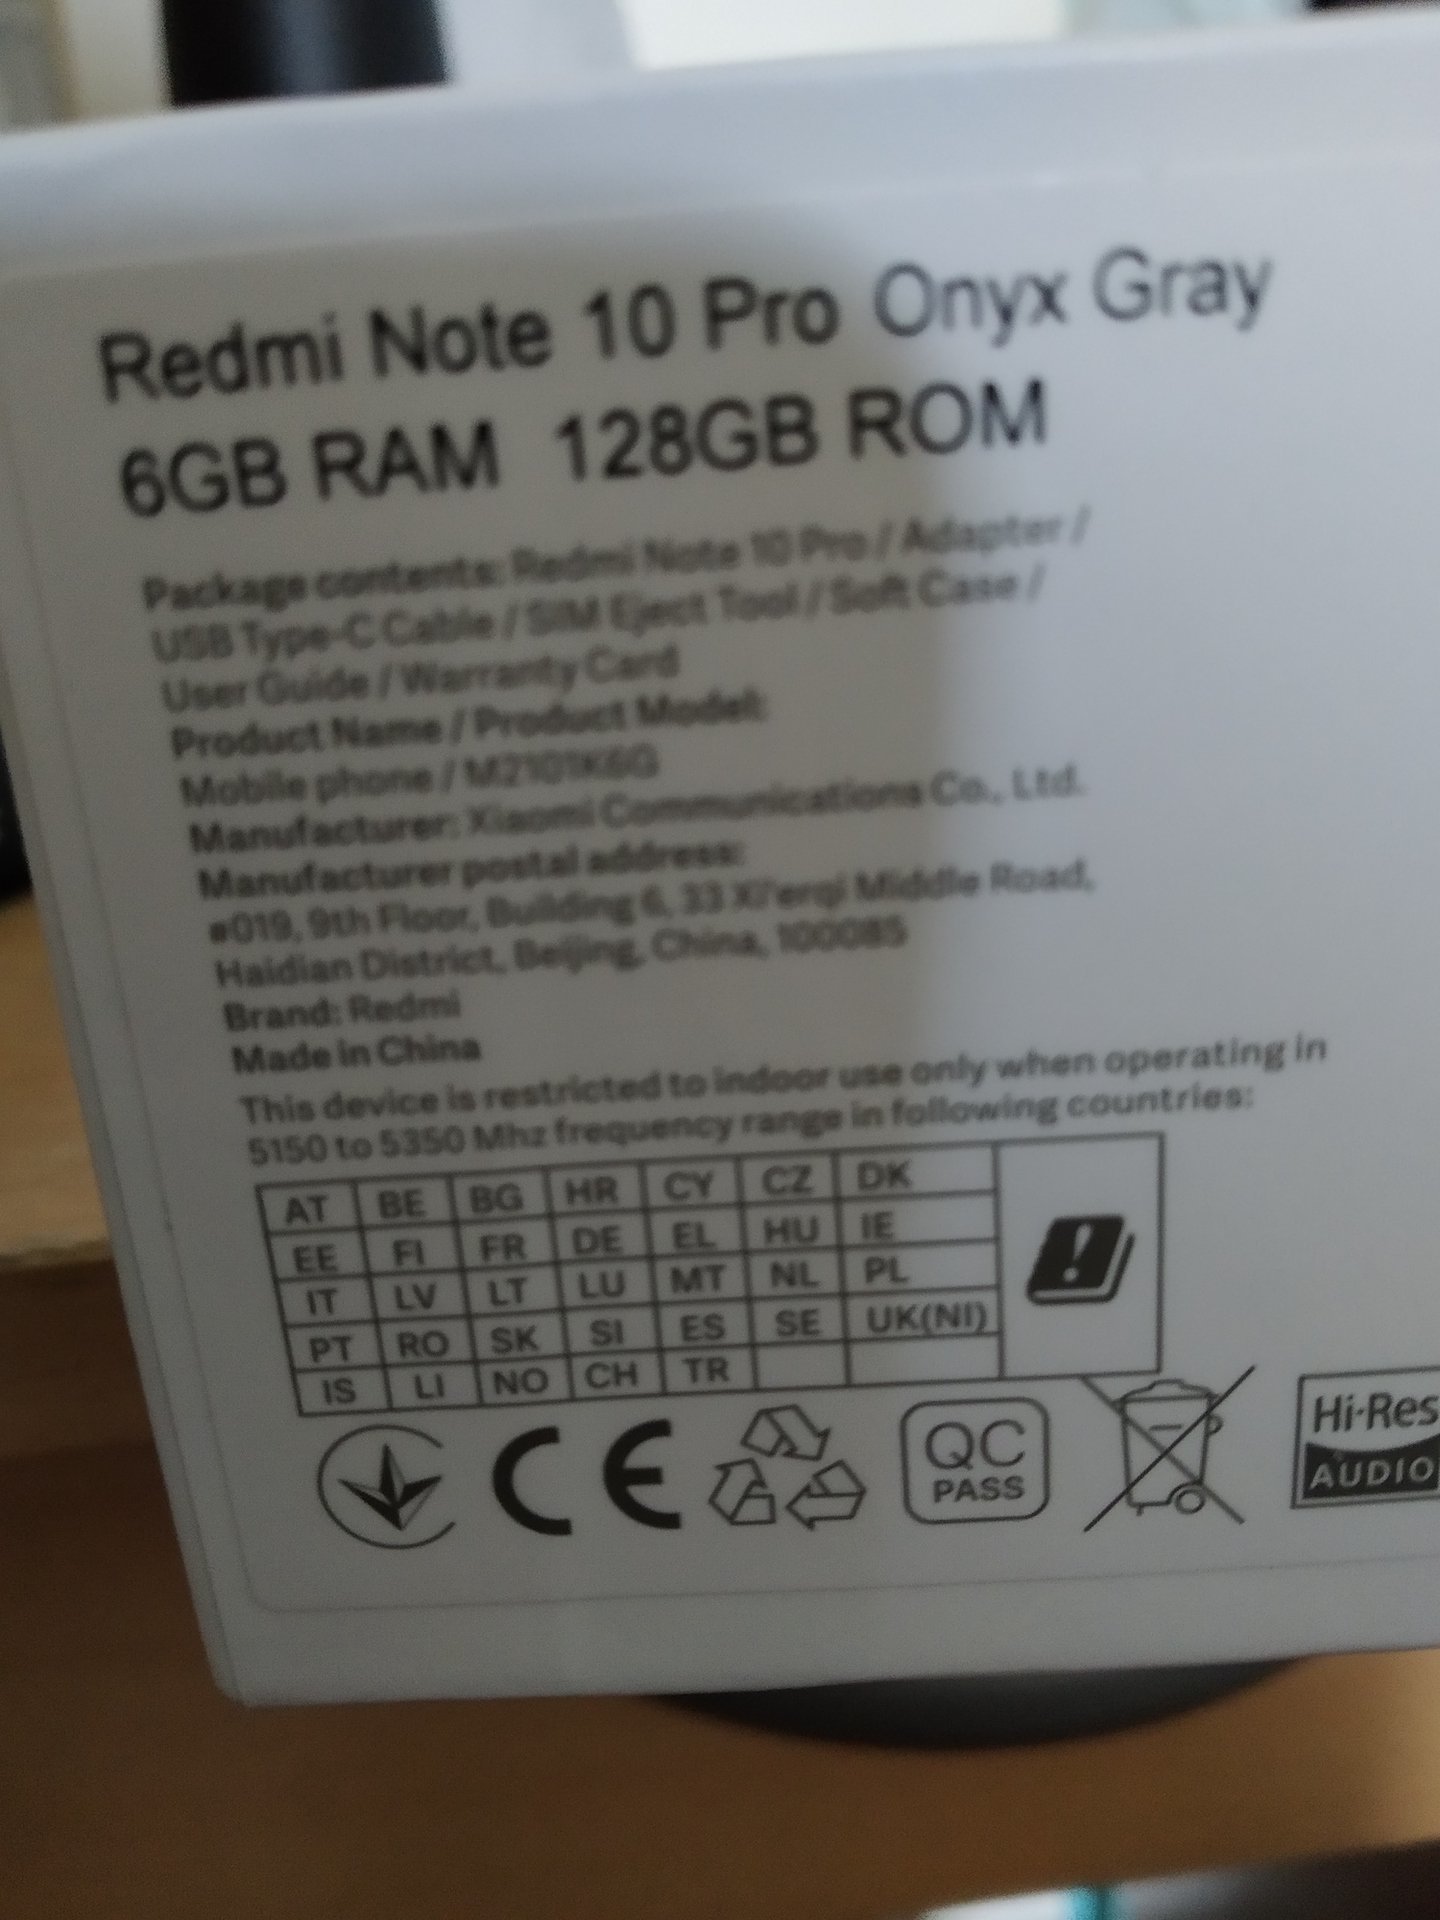 Redmi Note 10 Pro Onyx Gray
6GB RAM 128GB ROM
Package contents: Redmi Note 10 Pro / Adapter /
USB Type-C Cable / SIM Eject Tool / Soft Case /
User Guide / Warranty Card
Product Name / Product Model:
Mobile phone / M2101K6G
Manufacturer: Xiaomi Communications Co., Ltd.
Manufacturer postal address:
#019, 9th Floor, Building 6, 33 Xi'erqi Middle Road,
Haidian District, Beijing, China, 100085
Brand: Redmi
Made in China
This device is restricted to indoor use only when operating in
5150 to 5350 Mhz frequency range in following countries:
AT BE BG HR CY CZ DK
EE FI FR DE EL HU IE
IT LV LT LU MT NL PL
PT RO SK SI ES SE UK(NI)
IS LI NO CH TR
CE
QC
PASS
Hi-Res
AUDIO